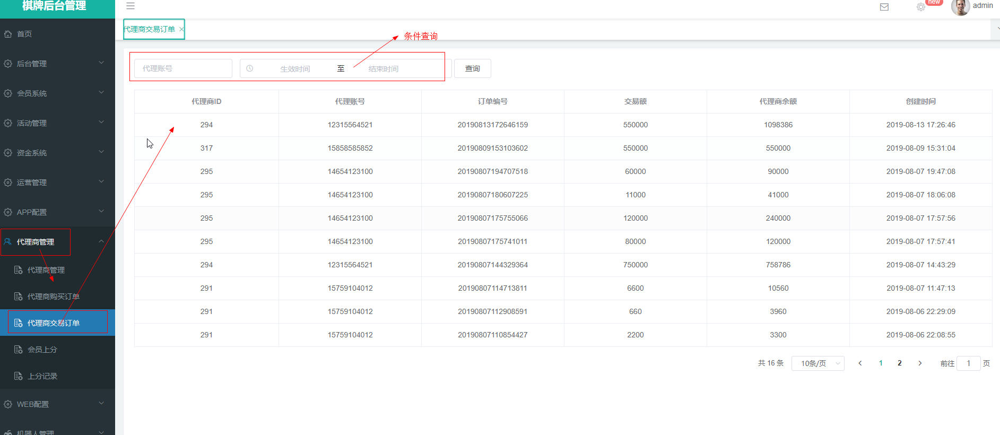 棋牌后台管理
new
admin
代理商交易订单
条件查询
代理账号
生效时间 至 结束时间
查询
首页
后台管理
会员系统
活动管理
资金系统
运营管理
APP配置
代理商管理
代理商管理
代理商购买订单
代理商交易订单
会员上分
上分记录
WEB配置
机器人管理
代理商ID 代理账号 订单编号 交易额 代理商余额 创建时间
294 12315564521 20190813172646159 550000 1098386 2019-08-13 17:26:46
317 15858585852 20190809153103602 550000 550000 2019-08-09 15:31:04
295 14654123100 20190807194707518 60000 90000 2019-08-07 19:47:08
295 14654123100 20190807180607225 11000 41000 2019-08-07 18:06:08
295 14654123100 20190807175755066 120000 240000 2019-08-07 17:57:56
295 14654123100 20190807175741011 80000 120000 2019-08-07 17:57:41
294 12315564521 20190807144329364 750000 758786 2019-08-07 14:43:29
291 15759104012 20190807114713811 6600 10560 2019-08-07 11:47:13
291 15759104012 20190807112908591 660 3960 2019-08-06 22:29:09
291 15759104012 20190807110854427 2200 3300 2019-08-06 22:08:55
共 16 条 10条/页 1 2 前往 1 页